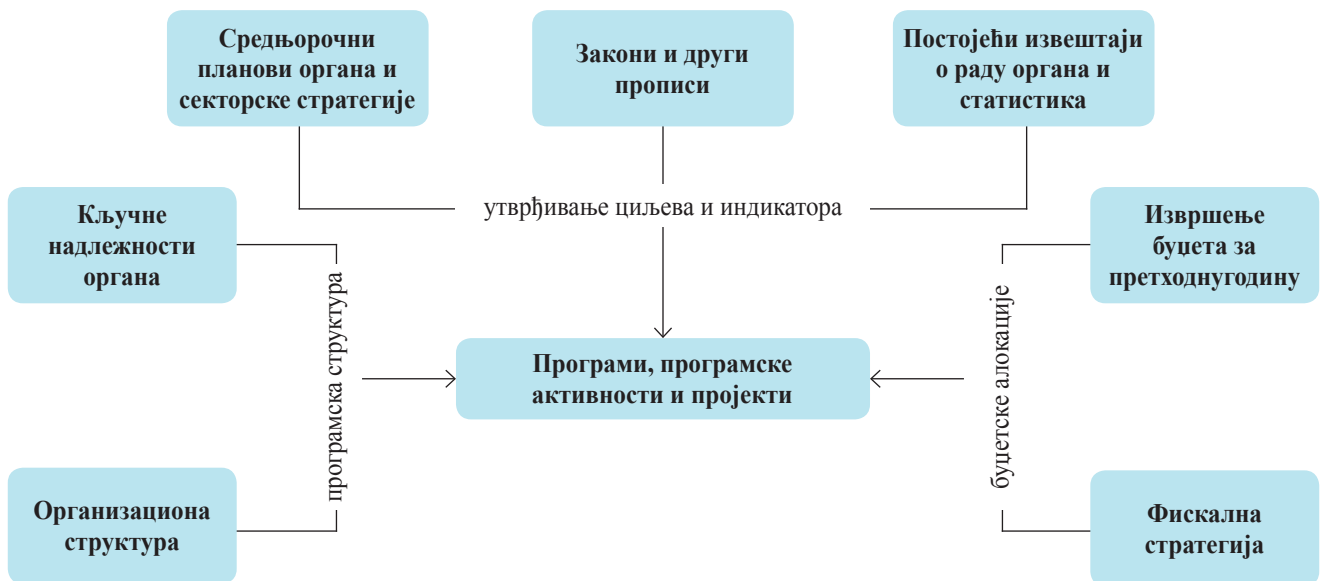 Средњорочни
планови органа и
секторске стратегије
Закони и други
прописи
Постојећи извештаји
о раду органа и
статистика
утврђивање циљева и индикатора
Кључне
надлежности
органа
Извршење
буџета за
претходнугодину
програмска структура
буџетске алокације
Програми, програмске
активности и пројекти
Организациона
структура
Фискална
стратегија